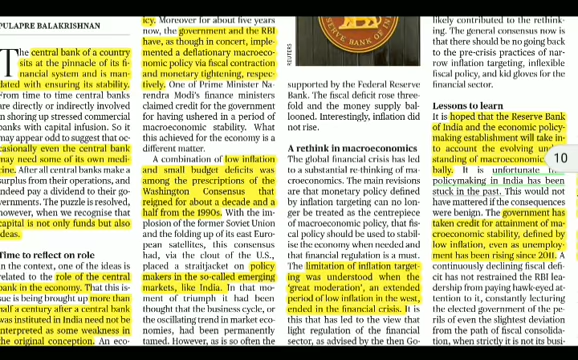 PULAPRE BALAKRISHNAN
The central bank of a country
sits at the pinnacle of its fi-
nancial system and is man-
dated with ensuring its stability.
From time to time central banks
are directly or indirectly involved
in shoring up stressed commercial
banks with capital infusion. So it
may appear odd to suggest that oc-
casionally even the central bank
may need some of its own med-
icine. After all central banks make a
surplus from their operations, and
indeed pay a dividend to their go-
vernments. The puzzle is resolved,
however, when we recognise that
capital is not only funds but also
ideas.
Time to reflect on role
In the context, one of the ideas is
related to the role of the central
bank in the economy. That this is-
sue is being brought up more than
half a century after a central bank
was instituted in India need not be
interpreted as some weakness in
the original conception. An eco-
icy. Moreover for about five years
now, the government and the RBI
have, as though in concert, imple-
mented a deflationary macroeco-
nomic policy via fiscal contraction
and monetary tightening, respec-
tively. One of Prime Minister Na-
rendra Modi's finance ministers
claimed credit for the government
for having ushered in a period of
macroeconomic stability. What
this achieved for the economy is a
different matter.
A combination of low inflation
and small budget deficits was
among the prescriptions of the
Washington Consensus that
reigned for about a decade and a
half from the 1990s. With the im-
plosion of the former Soviet Union
and the folding up of its east Euro-
pean satellites, this consensus
had, via the clout of the U.S.,
placed a straitjacket on policy
makers in the so-called emerging
markets, like India. In that mo-
ment of triumph it had been
thought that the business cycle, or
the oscillating trend in market eco-
nomies, had been permanently
tamed. However, as is so often the
REUTERS
RESERVE BANK OF INDIA
supported by the Federal Reserve
Bank. The fiscal deficit rose three-
fold and the money supply bal-
looned. Interestingly, inflation did
not rise.
A rethink in macroeconomics
The global financial crisis has led
to a substantial re-thinking of ma-
croeconomics. The main revisions
are that monetary policy defined
by inflation targeting can no lon-
ger be treated as the centrepiece
of macroeconomic policy, that fis-
cal policy should be used to stabil-
ise the economy when needed and
that financial regulation is a must.
The limitation of inflation target-
ing was understood when the
'great moderation', an extended
period of low inflation in the west,
ended in the financial crisis. It is
this that has led to the view that
light regulation of the financial
sector, as advised by the then Go-
likely contributed to the rethink-
ing. The general consensus now is
that there should be no going back
to the pre-crisis practices of nar-
row inflation targeting, inflexible
fiscal policy, and kid gloves for the
financial sector.
Lessons to learn
It is hoped that the Reserve Bank
of India and the economic policy-
making establishment will take in-
to account the evolving
standing of macroeconomic
bally. It is unfortunate
policymaking in India has been
stuck in the past. This would not
have mattered if the consequences
were benign. The government has
taken credit for attainment of ma-
croeconomic stability, defined by
low inflation, even as unemploy-
ment has been rising since 2011. A
continuously declining fiscal defi-
cit has not restrained the RBI lea-
dership from paying hawk-eyed at-
tention to it, constantly lecturing
the elected government of the pe-
rils of even the slightest deviation
from the path of fiscal consolida-
tion, when strictly it is not its busi-
10